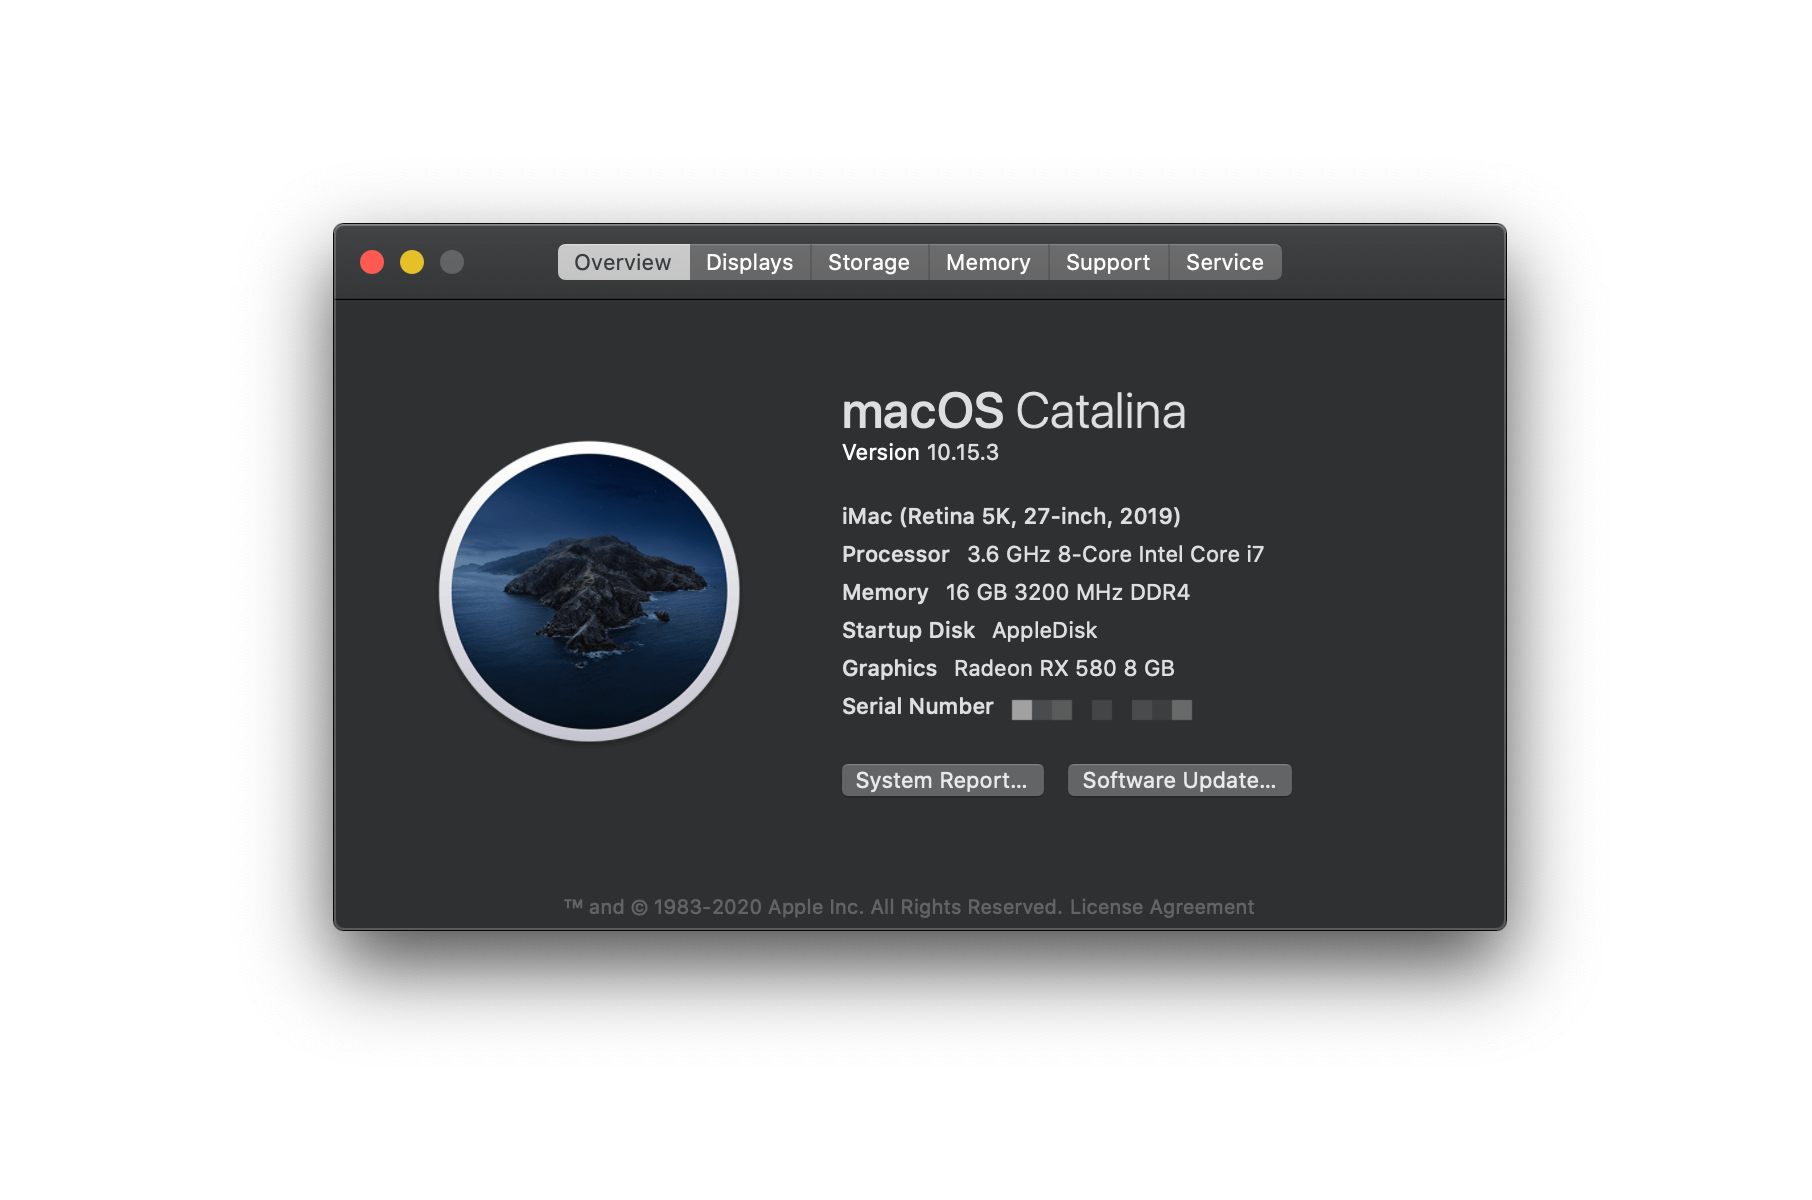 Overview Displays Storage Memory Support Service
macOS Catalina
Version 10.15.3
iMac (Retina 5K, 27-inch, 2019)
Processor 3.6 GHz 8-Core Intel Core i7
Memory 16 GB 3200 MHz DDR4
Startup Disk AppleDisk
Graphics Radeon RX 580 8 GB
Serial Number
System Report... Software Update...
™ and © 1983-2020 Apple Inc. All Rights Reserved. License Agreement